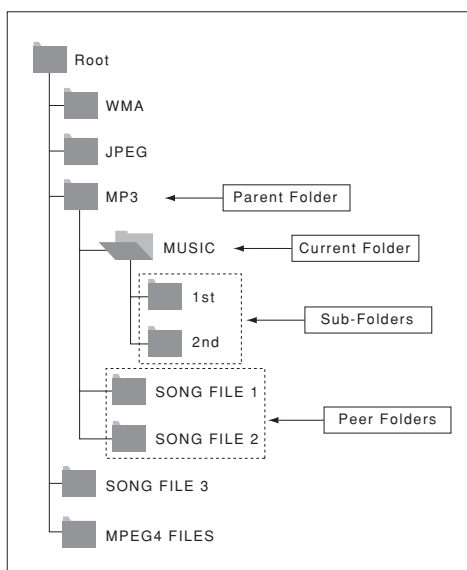 Root
WMA
JPEG
MP3
Parent Folder
MUSIC
Current Folder
1st
Sub-Folders
2nd
SONG FILE 1
Peer Folders
SONG FILE 2
SONG FILE 3
MPEG4 FILES